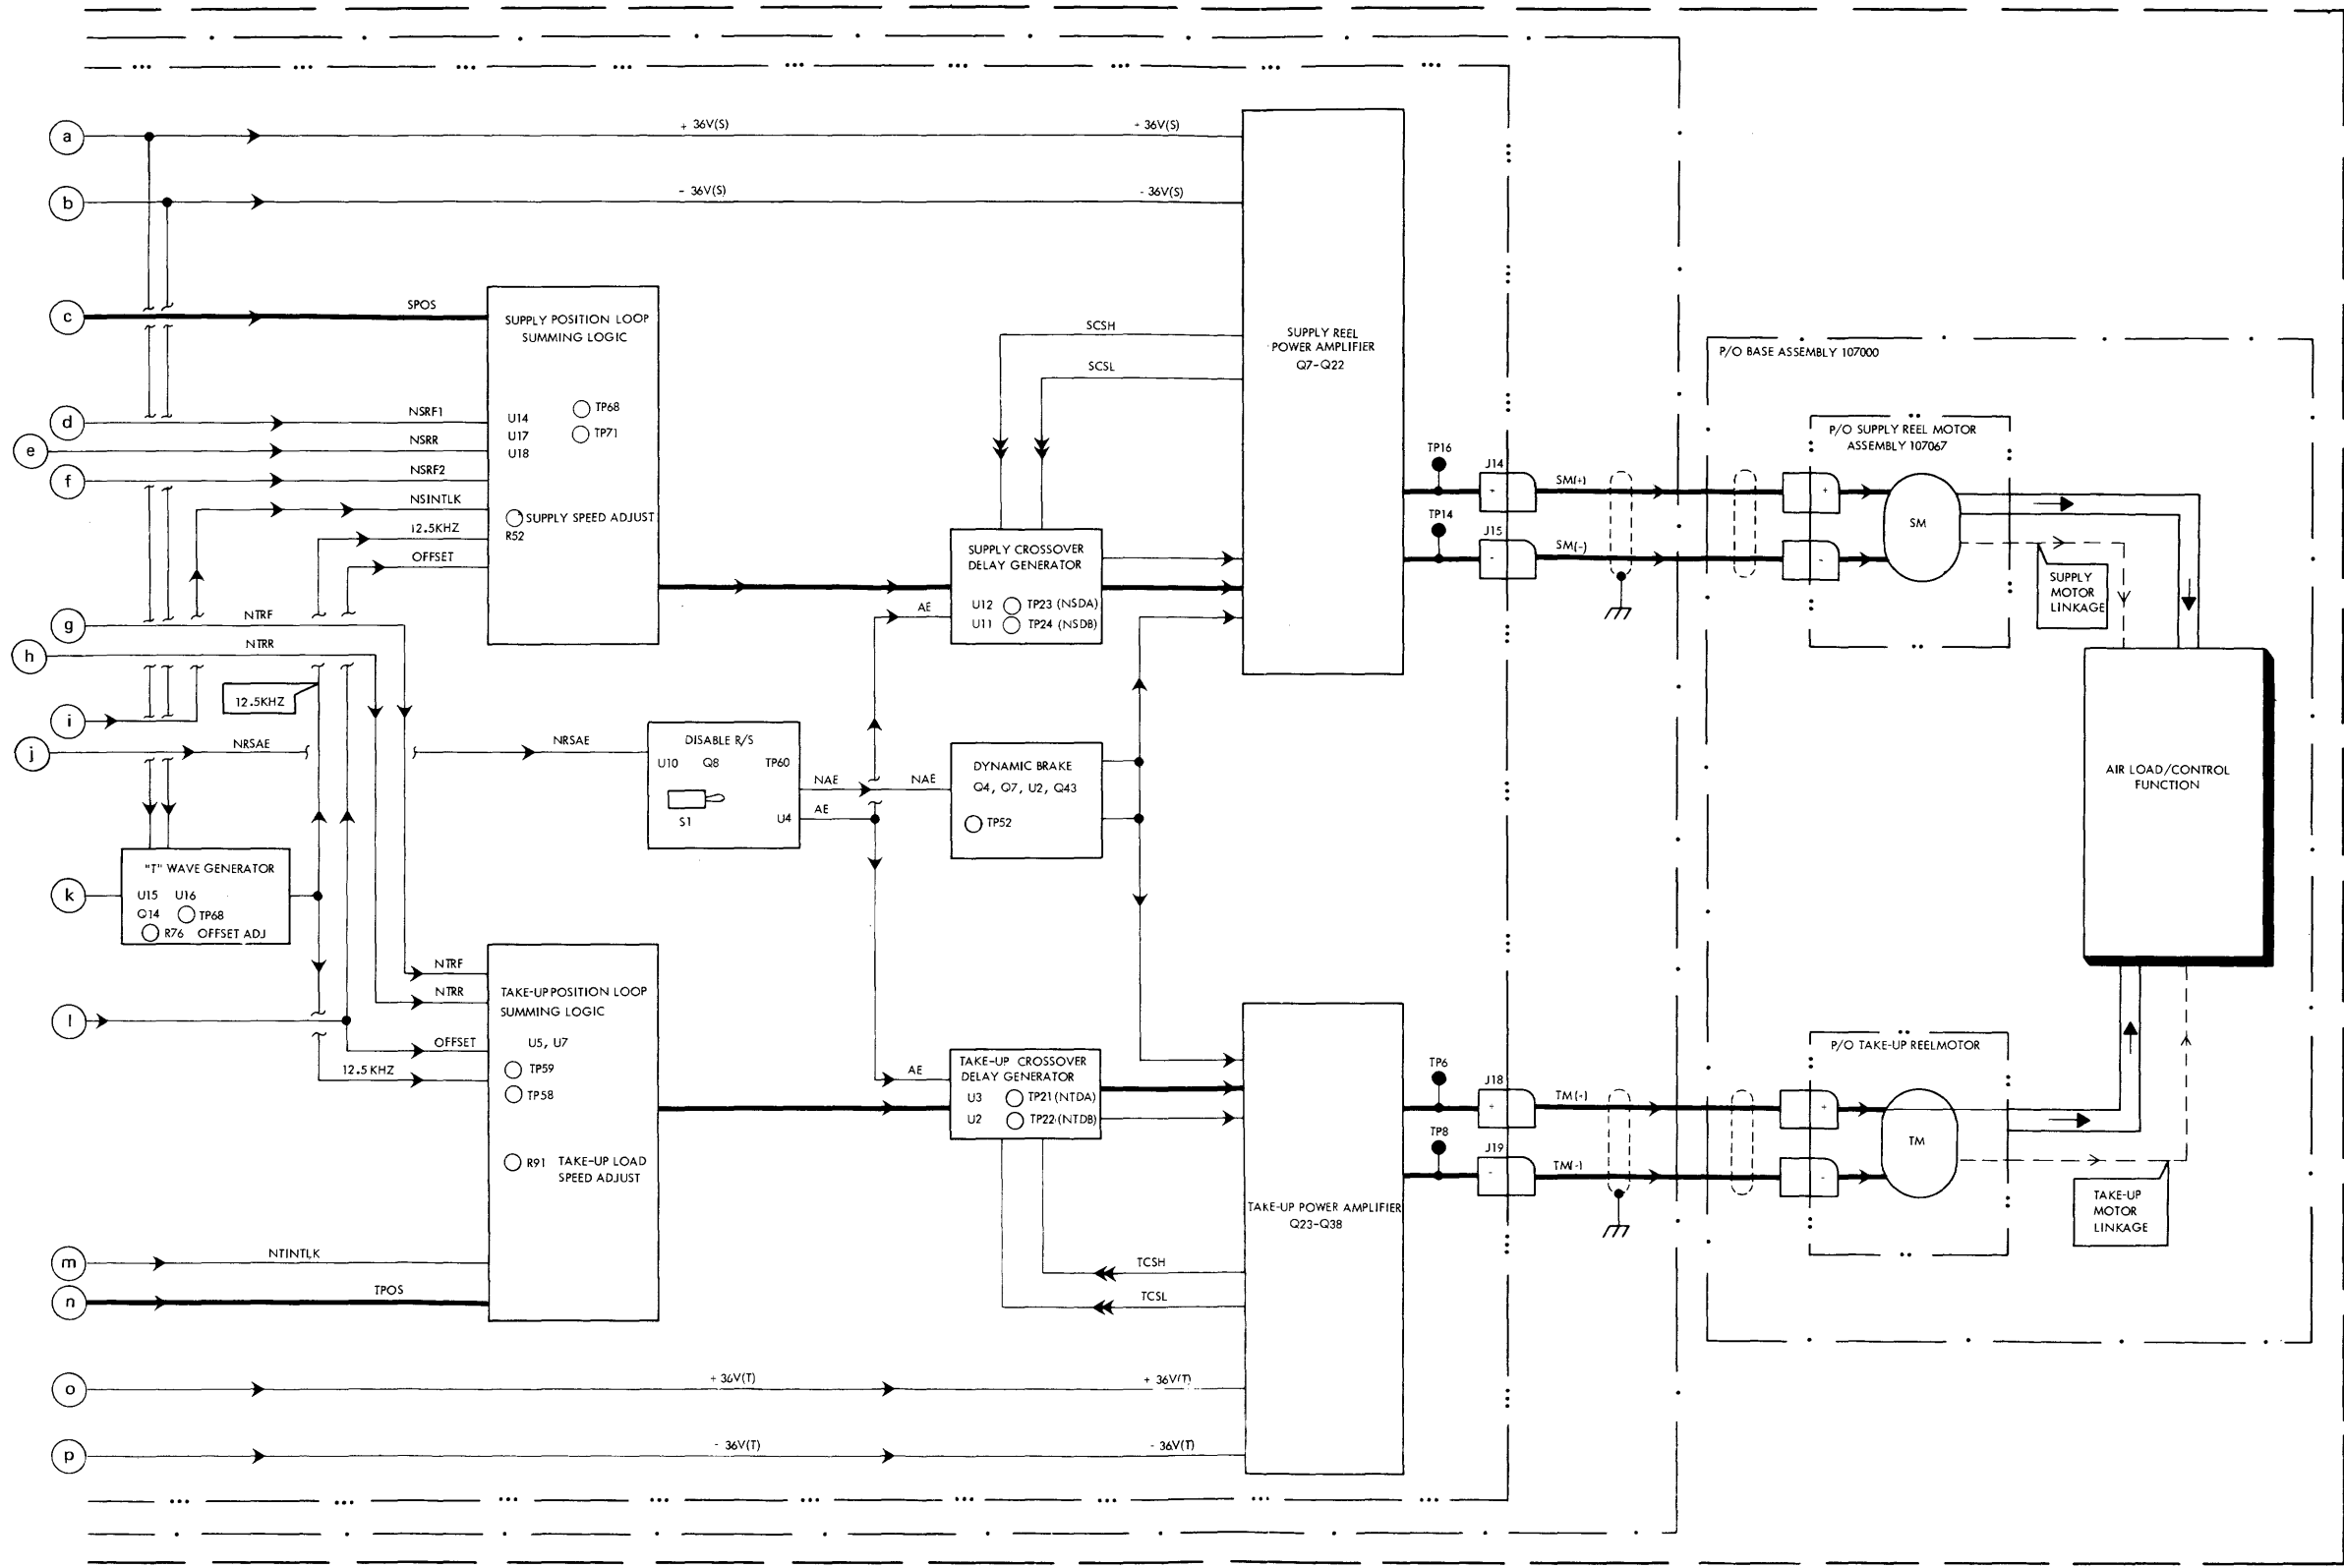 a
+ 36V(S)
+ 36V(S)
b
- 36V(S)
- 36V(S)
c
SPOS
SUPPLY POSITION LOOP
SUMMING LOGIC
TP68
TP71
U14
U17
U18
SUPPLY SPEED ADJUST
R52
d
NSRF1
e
NSRR
f
NSRF2
NSINTLK
12.5KHZ
OFFSET
SCSH
SCSL
SUPPLY REEL
POWER AMPLIFIER
Q7-Q22
SUPPLY CROSSOVER
DELAY GENERATOR
U12 TP23 (NSDA)
U11 TP24 (NSDB)
AE
TP16
J14
+
SM(+)
TP14
J15
-
SM(-)
P/O BASE ASSEMBLY 107000
P/O SUPPLY REEL MOTOR
ASSEMBLY 107067
+
-
SM
SUPPLY
MOTOR
LINKAGE
g
NTRF
h
NTRR
12.5KHZ
i
j
NRSAE
NRSAE
DISABLE R/S
U10 Q8 TP60
S1
U4
NAE
NAE
AE
DYNAMIC BRAKE
Q4, Q7, U2, Q43
TP52
AIR LOAD/CONTROL
FUNCTION
k
"T" WAVE GENERATOR
U15 U16
Q14 TP68
R76 OFFSET ADJ
NTRF
NTRR
l
OFFSET
12.5 KHZ
TAKE-UP POSITION LOOP
SUMMING LOGIC
U5, U7
TP59
TP58
R91 TAKE-UP LOAD
SPEED ADJUST
AE
TAKE-UP CROSSOVER
DELAY GENERATOR
U3 TP21 (NTDA)
U2 TP22 (NTDB)
TAKE-UP POWER AMPLIFIER
Q23-Q38
TP6
J18
+
TM(-)
TP8
J19
-
TM(-)
P/O TAKE-UP REELMOTOR
+
-
TM
TAKE-UP
MOTOR
LINKAGE
m
NTINTLK
n
TPOS
TCSH
TCSL
o
+ 36V(T)
+ 36V(T)
p
- 36V(T)
- 36V(T)